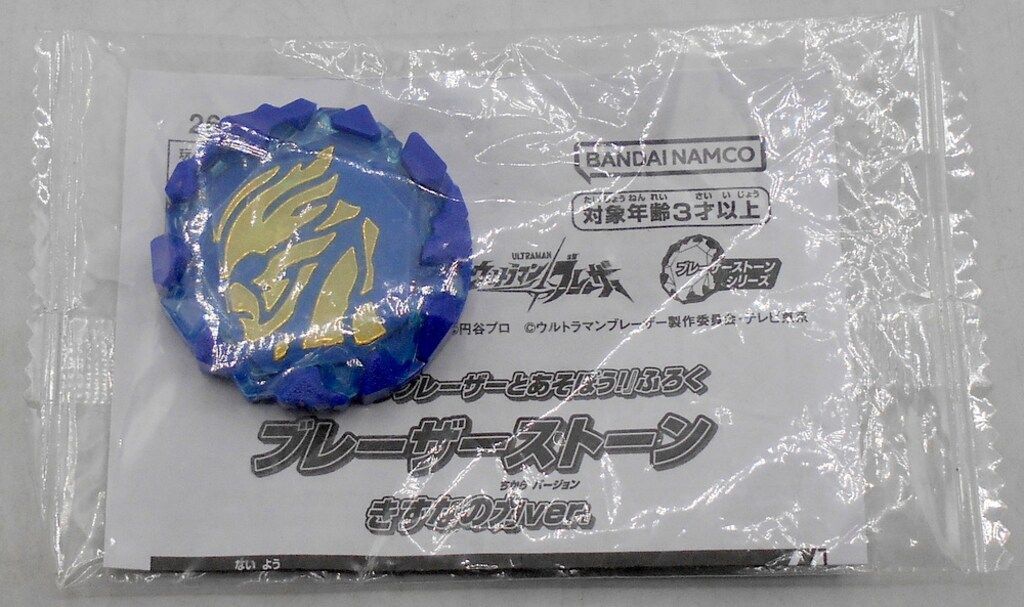 BANDAI NAMCO
たいしょうねんれい さいいじょう
対象年齢3才以上
ULTRAMAN
ウルトラマンブレーザー
ブレーザーストーン
シリーズ
円谷プロ ©ウルトラマンブレーザー製作委員会・テレビ東京
ブレーザーとあそぼう!!ふろく
ブレーザーストーン
ちから バージョン
きずなの力ver.
ないよう